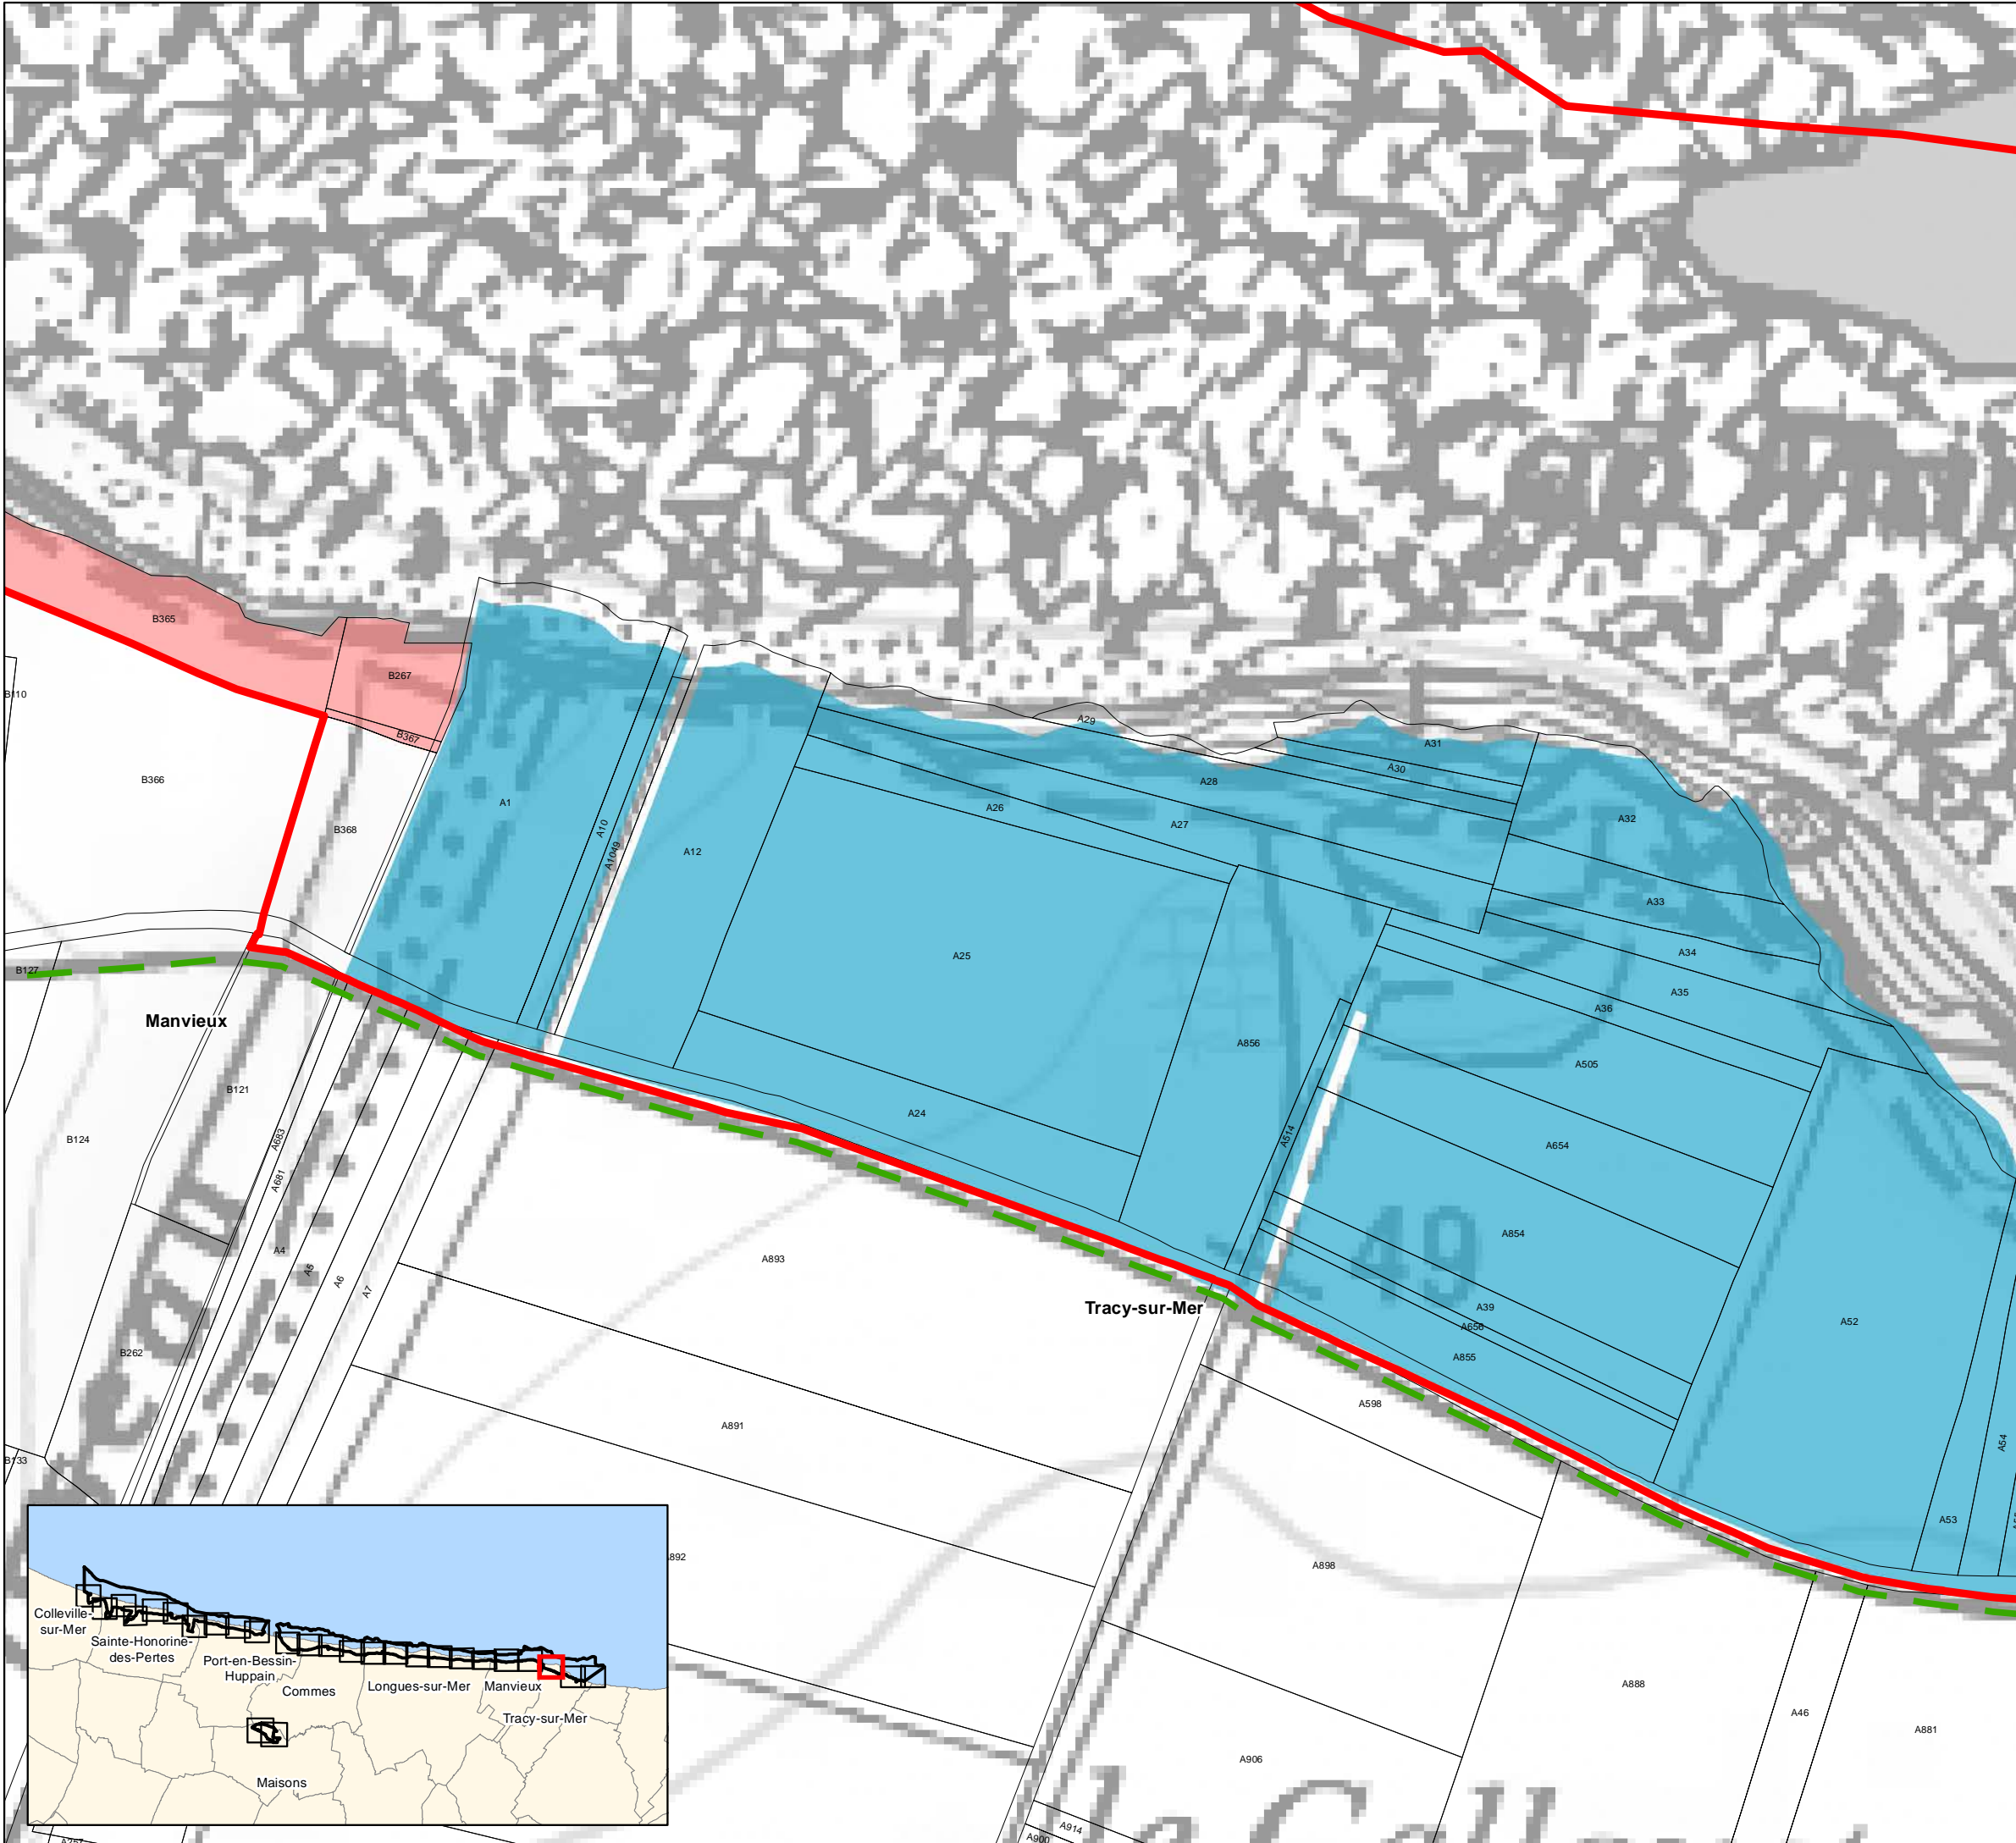 B365
B267
B367
B110
B366
B368
A1
A10
A1049
A12
A29
A31
A30
A28
A26
A27
A32
A33
A34
A35
A36
A25
A856
A505
A24
A514
A654
A854
A39
A656
A855
A52
A53
A54
B127
Manvieux
B121
B124
A683
A681
A4
A5
A6
A7
B262
B133
A893
Tracy-sur-Mer
49
A891
A598
892
A898
A888
A46
A881
A906
A914
A900
Colleville-
sur-Mer
Sainte-Honorine-
des-Pertes
Port-en-Bessin-
Huppain
Commes
Longues-sur-Mer
Manvieux
Tracy-sur-Mer
Maisons